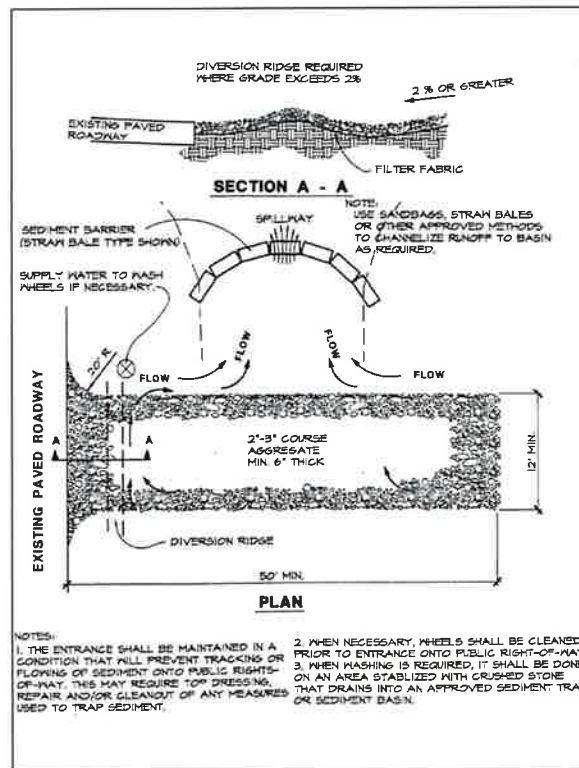 DIVERSION RIDGE REQUIRED
WHERE GRADE EXCEEDS 2%
2 % OR GREATER
EXISTING PAVED
ROADWAY
FILTER FABRIC
SECTION A - A
NOTE:
USE SANDBAGS, STRAW BALES
OR OTHER APPROVED METHODS
TO CHANNELIZE RUNOFF TO BASIN
AS REQUIRED.
SPILLWAY
SEDIMENT BARRIER
(STRAW BALE TYPE SHOWN)
SUPPLY WATER TO WASH
WHEELS IF NECESSARY.
20' R.
FLOW
FLOW
FLOW
FLOW
EXISTING PAVED ROADWAY
A
A
2"-3" COURSE
AGGREGATE
MIN. 6" THICK
12' MIN.
DIVERSION RIDGE
50' MIN.
PLAN
NOTES:
1. THE ENTRANCE SHALL BE MAINTAINED IN A
CONDITION THAT WILL PREVENT TRACKING OR
FLOWING OF SEDIMENT ONTO PUBLIC RIGHTS-
OF-WAY. THIS MAY REQUIRE TOP DRESSING,
REPAIR AND/OR CLEANOUT OF ANY MEASURES
USED TO TRAP SEDIMENT.
2. WHEN NECESSARY, WHEELS SHALL BE CLEANED
PRIOR TO ENTRANCE ONTO PUBLIC RIGHT-OF-WAY
3. WHEN WASHING IS REQUIRED, IT SHALL BE DONE
ON AN AREA STABLIZED WITH CRUSHED STONE
THAT DRAINS INTO AN APPROVED SEDIMENT TRA
OR SEDIMENT BASIN.